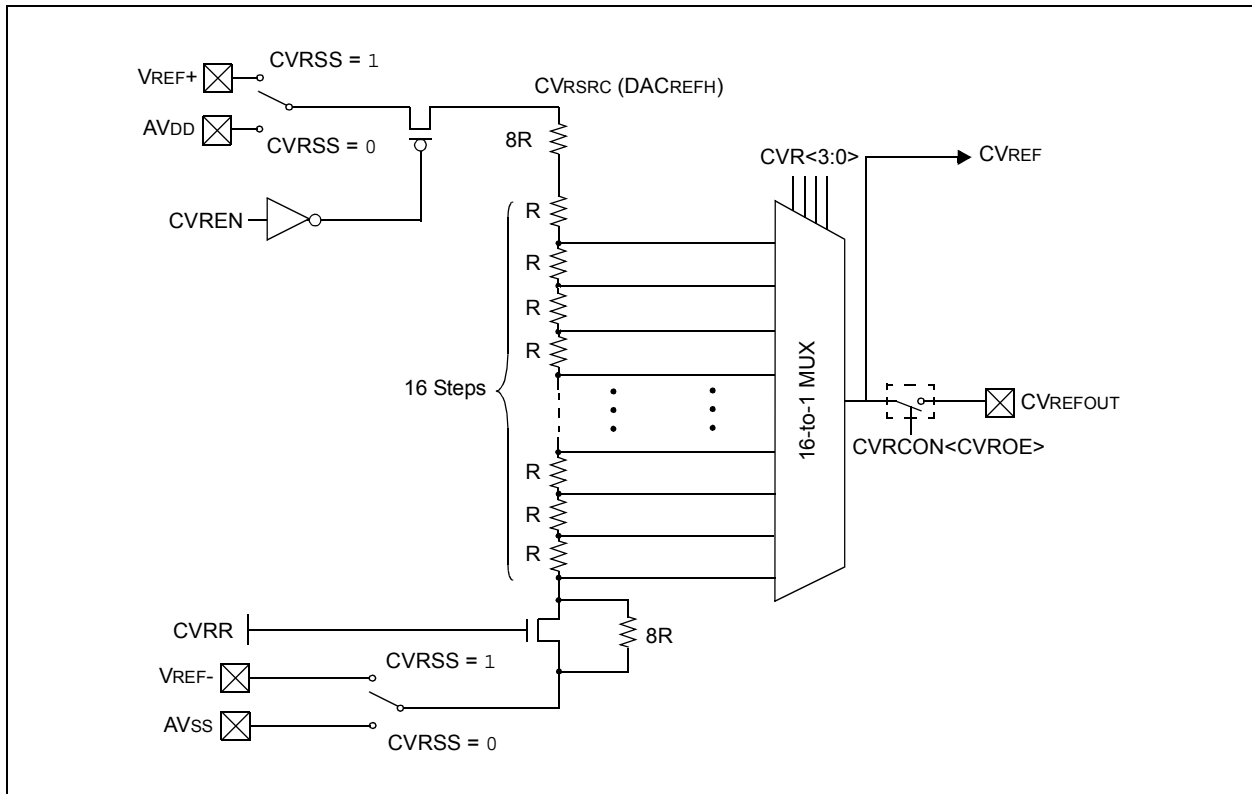 CVRSS = 1
VREF+
CVRSRC (DACREFH)
AVDD
8R
CVRSS = 0
CVR<3:0>
CVREF
CVREN
R
R
R
R
16 Steps
16-to-1 MUX
CVREFOUT
CVRCON<CVROE>
R
R
R
CVRR
8R
CVRSS = 1
VREF-
AVSS
CVRSS = 0